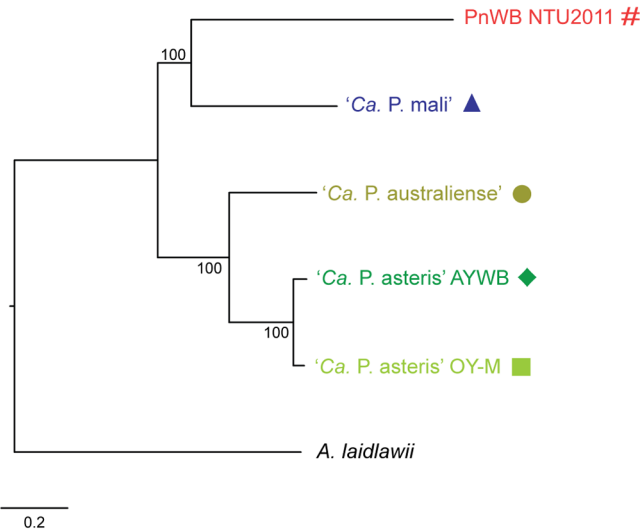 PnWB NTU2011 #
100
‘Ca. P. mali’
‘Ca. P. australiense’
100
‘Ca. P. asteris’ AYWB
100
‘Ca. P. asteris’ OY-M
A. laidlawii
0.2